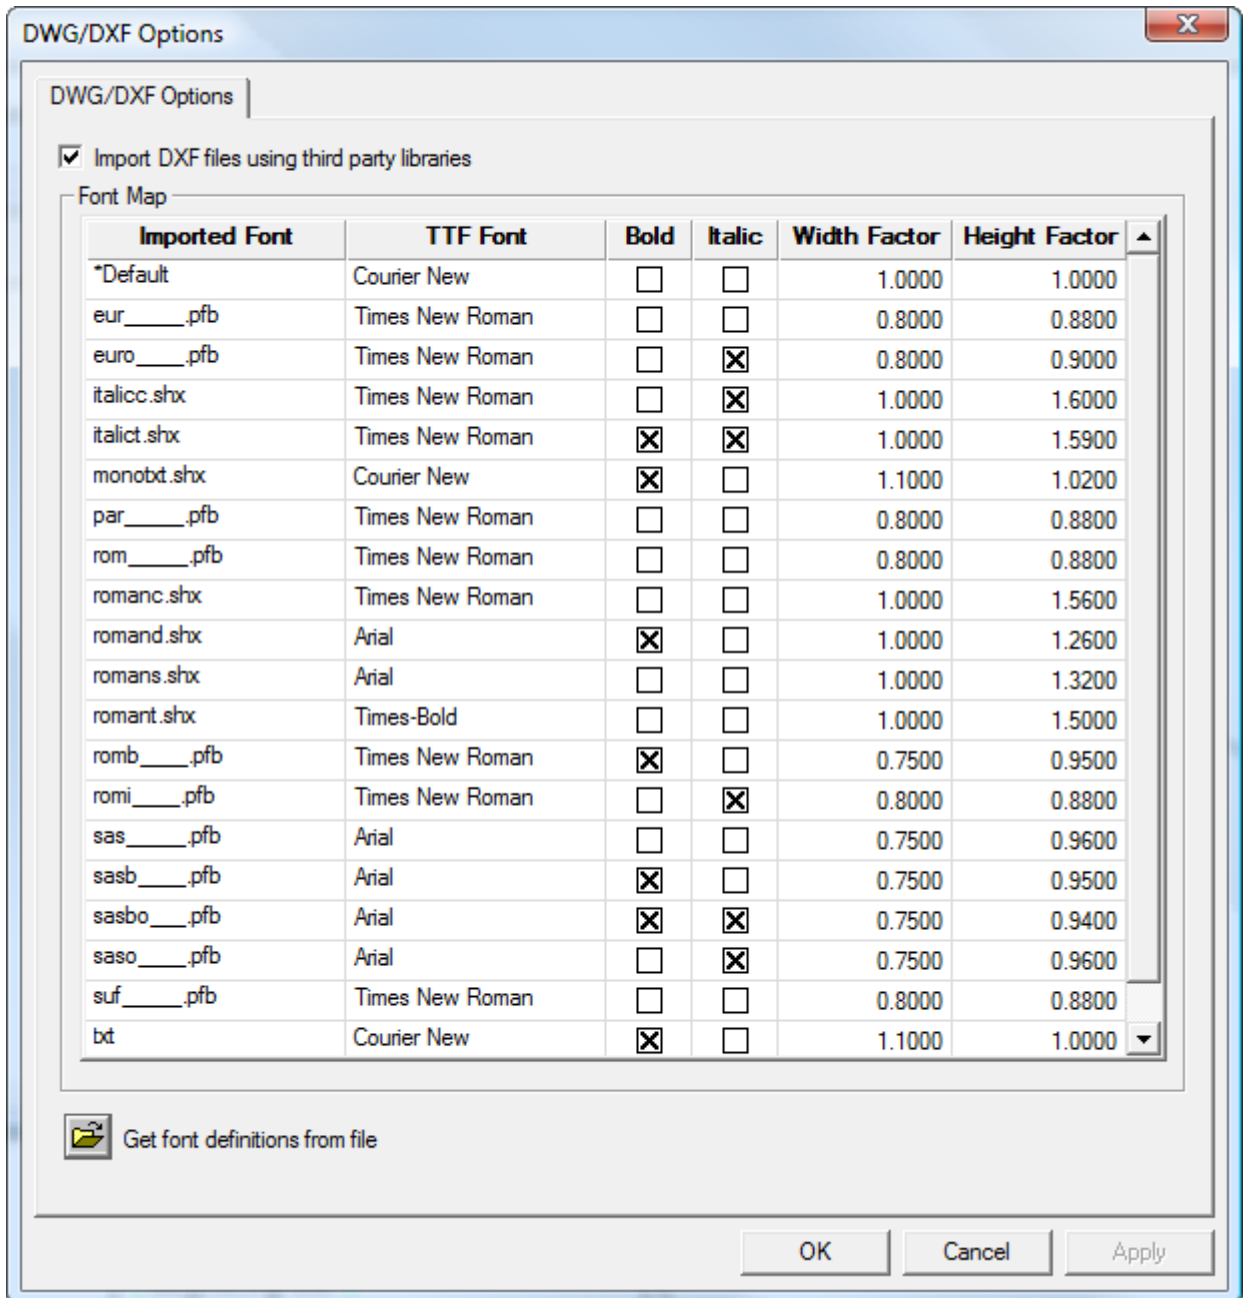 DWG/DXF Options
DWG/DXF Options
Import DXF files using third party libraries
Font Map
Imported Font TTF Font Bold Italic Width Factor Height Factor
*Default Courier New 1.0000 1.0000
eur_____.pfb Times New Roman 0.8000 0.8800
euro____.pfb Times New Roman 0.8000 0.9000
italicc.shx Times New Roman 1.0000 1.6000
italict.shx Times New Roman 1.0000 1.5900
monotxt.shx Courier New 1.1000 1.0200
par_____.pfb Times New Roman 0.8000 0.8800
rom_____.pfb Times New Roman 0.8000 0.8800
romanc.shx Times New Roman 1.0000 1.5600
romand.shx Arial 1.0000 1.2600
romans.shx Arial 1.0000 1.3200
romant.shx Times-Bold 1.0000 1.5000
romb____.pfb Times New Roman 0.7500 0.9500
romi____.pfb Times New Roman 0.8000 0.8800
sas_____.pfb Arial 0.7500 0.9600
sasb____.pfb Arial 0.7500 0.9500
sasbo___.pfb Arial 0.7500 0.9400
saso____.pfb Arial 0.7500 0.9600
suf_____.pfb Times New Roman 0.8000 0.8800
txt Courier New 1.1000 1.0000
Get font definitions from file
OK Cancel Apply